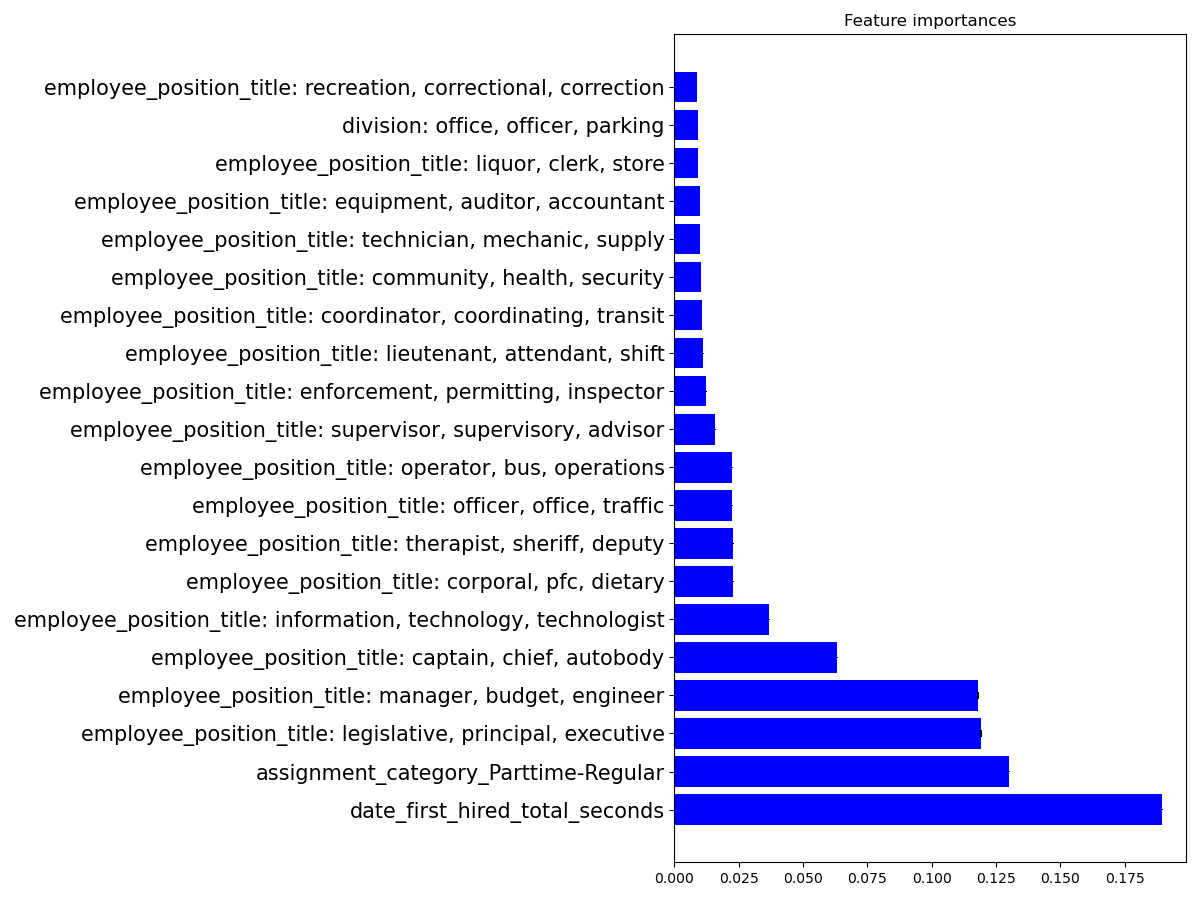 Feature importances
employee_position_title: recreation, correctional, correction
division: office, officer, parking
employee_position_title: liquor, clerk, store
employee_position_title: equipment, auditor, accountant
employee_position_title: technician, mechanic, supply
employee_position_title: community, health, security
employee_position_title: coordinator, coordinating, transit
employee_position_title: lieutenant, attendant, shift
employee_position_title: enforcement, permitting, inspector
employee_position_title: supervisor, supervisory, advisor
employee_position_title: operator, bus, operations
employee_position_title: officer, office, traffic
employee_position_title: therapist, sheriff, deputy
employee_position_title: corporal, pfc, dietary
employee_position_title: information, technology, technologist
employee_position_title: captain, chief, autobody
employee_position_title: manager, budget, engineer
employee_position_title: legislative, principal, executive
assignment_category_Parttime-Regular
date_first_hired_total_seconds
0.000 0.025 0.050 0.075 0.100 0.125 0.150 0.175